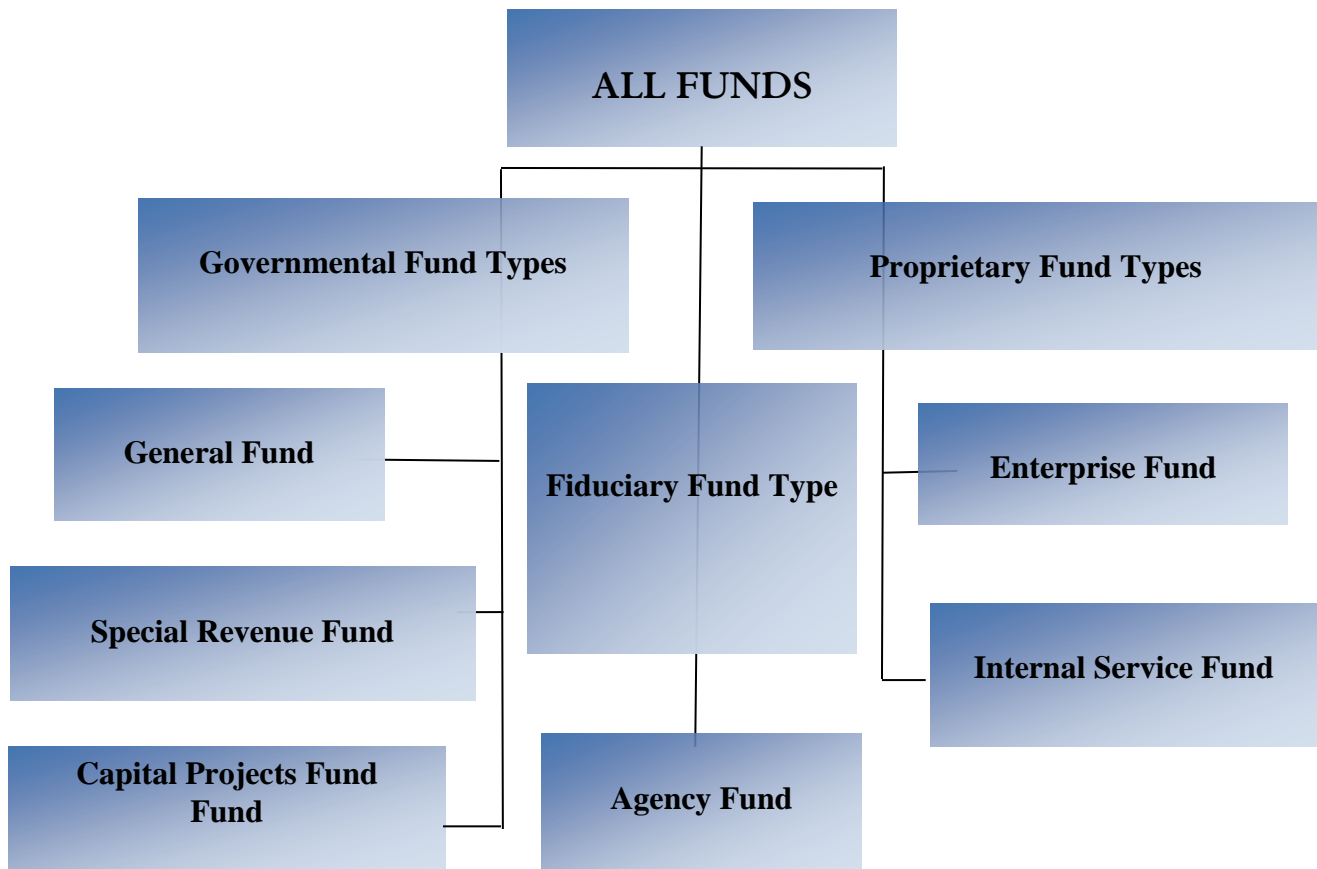 ALL FUNDS
Governmental Fund Types
Proprietary Fund Types
General Fund
Fiduciary Fund Type
Enterprise Fund
Special Revenue Fund
Internal Service Fund
Capital Projects Fund
Fund
Agency Fund